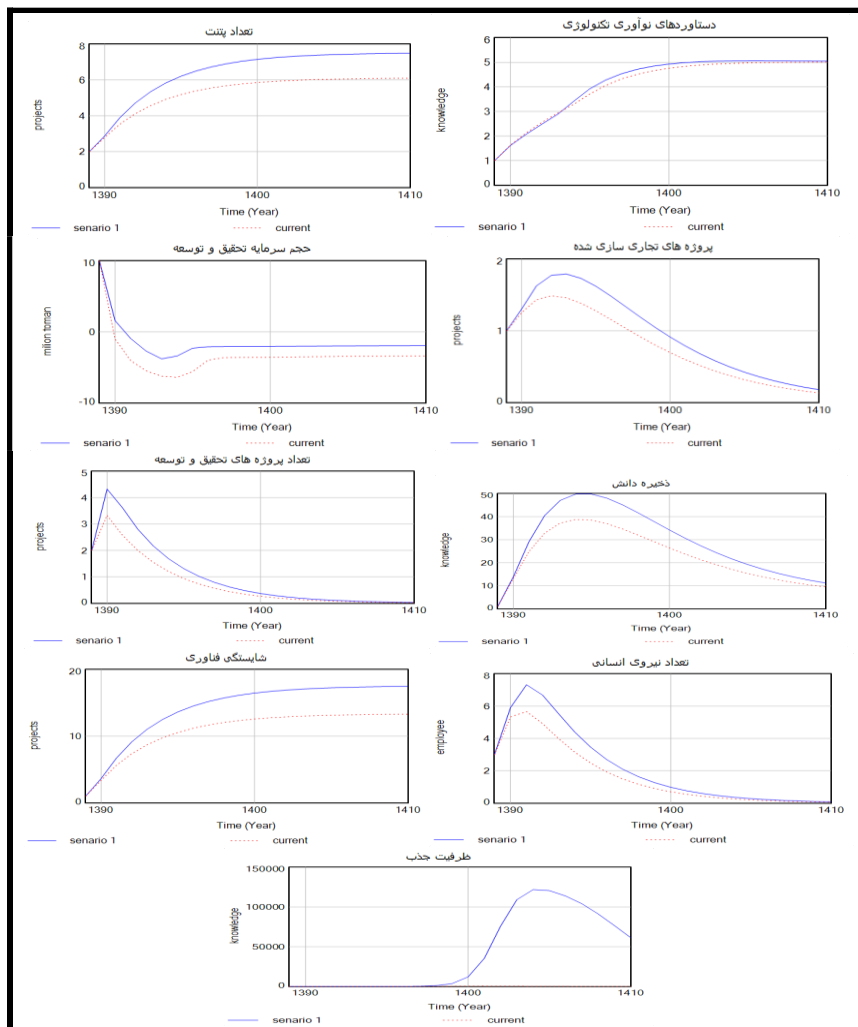 تعداد پتنت
8
6
4
2
0
projects
1390
1400
1410
Time (Year)
senario 1
current
دستاوردهای نوآوری تکنولوژی
6
5
4
3
2
1
0
knowledge
1390
1400
1410
Time (Year)
senario 1
current
حجم سرمایه تحقیق و توسعه
10
0
-10
milion toman
1390
1400
1410
Time (Year)
senario 1
current
پروژه های تجاری سازی شده
2
1
0
projects
1390
1400
1410
Time (Year)
senario 1
current
تعداد پروژه های تحقیق و توسعه
5
4
3
2
1
0
projects
1390
1400
1410
Time (Year)
senario 1
current
ذخیره دانش
50
40
30
20
10
0
knowledge
1390
1400
1410
Time (Year)
senario 1
current
شایستگی فناوری
20
10
0
projects
1390
1400
1410
Time (Year)
senario 1
current
تعداد نیروی انسانی
8
6
4
2
0
employee
1390
1400
1410
Time (Year)
senario 1
current
ظرفیت جذب
150000
100000
50000
0
knowledge
1390
1400
1410
Time (Year)
senario 1
current